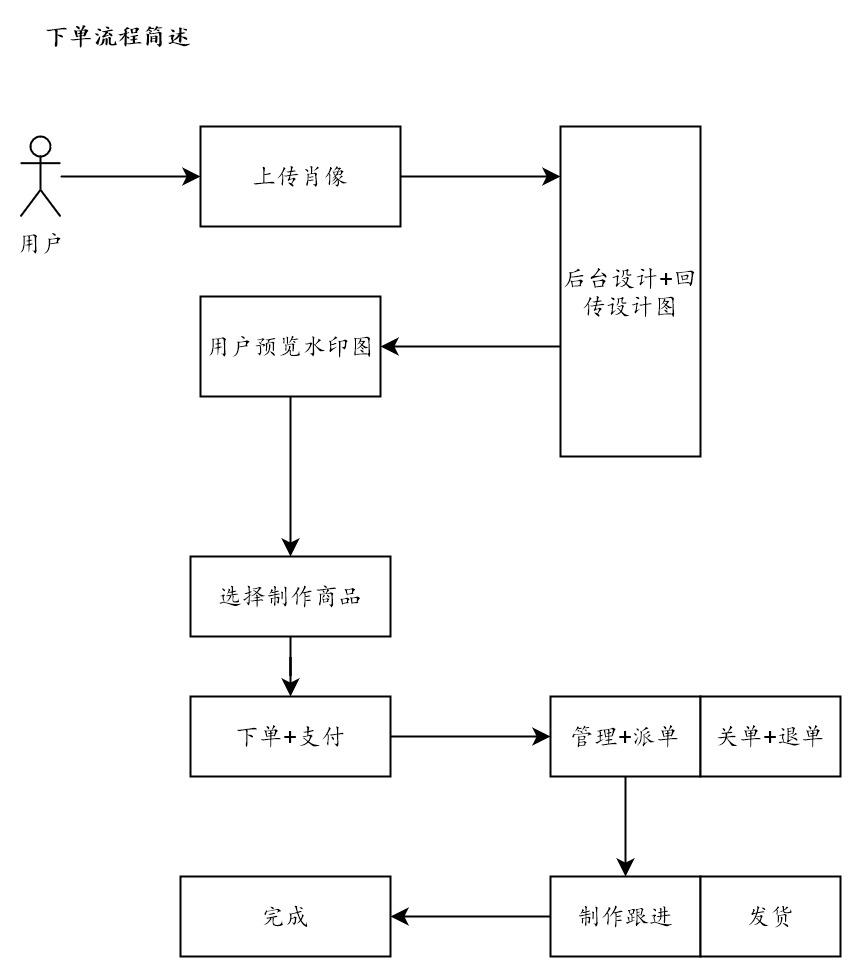 下单流程简述
用户
上传肖像
后台设计+回
传设计图
用户预览水印图
选择制作商品
下单+支付
管理+派单
关单+退单
完成
制作跟进
发货